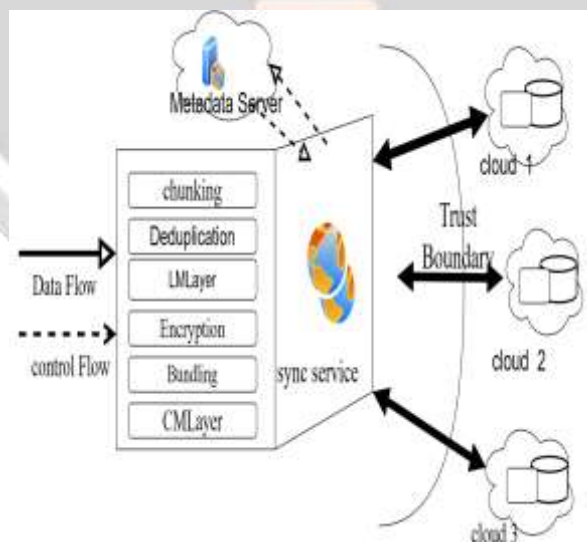 Metadata Server
chunking
Deduplication
LMLayer
Encryption
Bundling
CMLayer
Data Flow
control Flow
sync service
Trust
Boundary
cloud 1
cloud 2
cloud 3